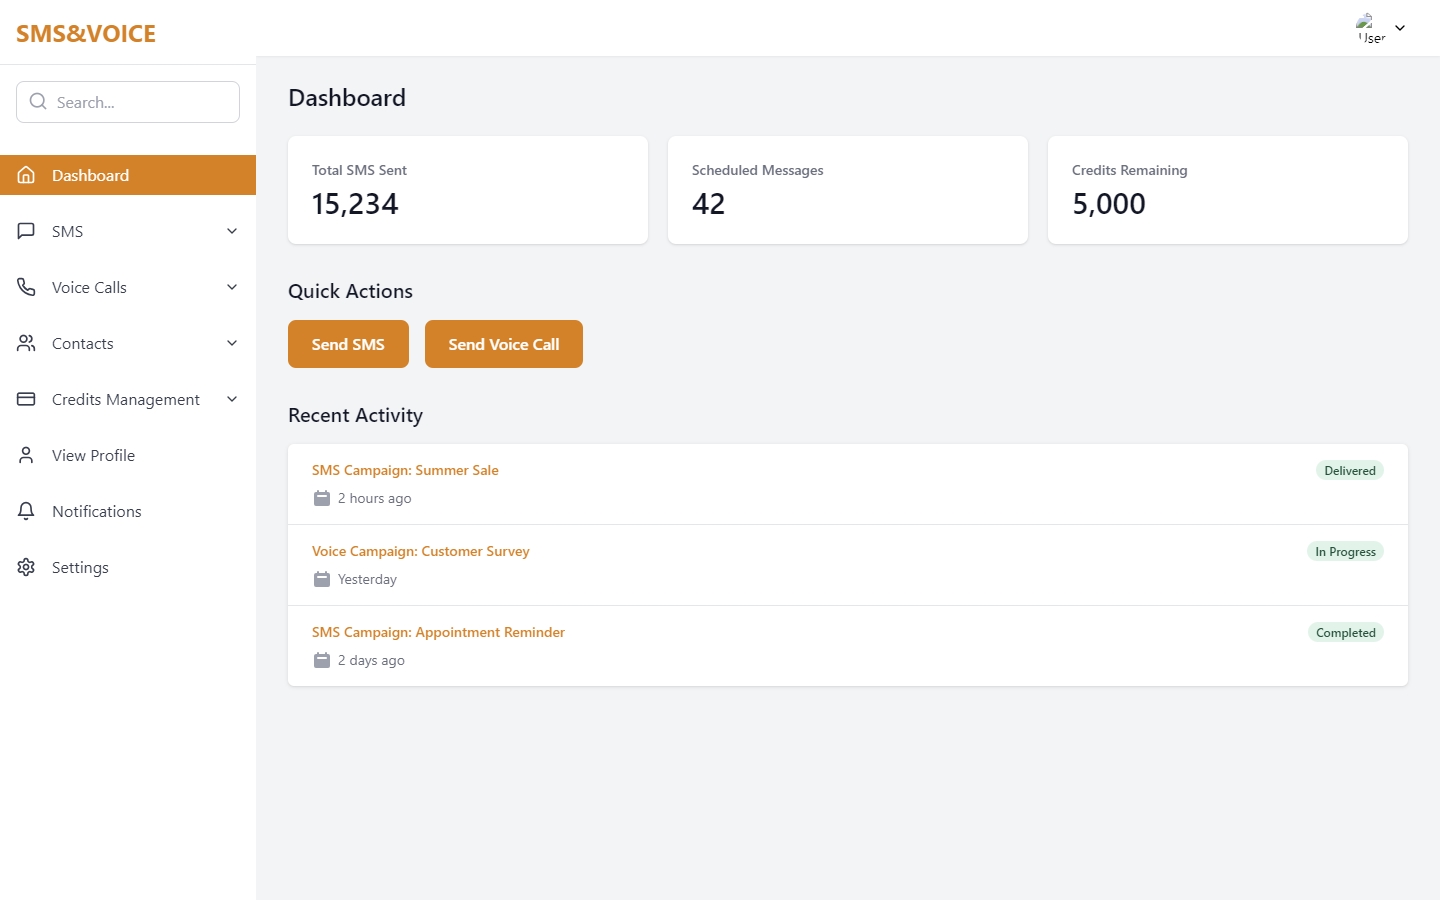 SMS&VOICE
User
Search...
Dashboard
SMS
Voice Calls
Contacts
Credits Management
View Profile
Notifications
Settings
Dashboard
Total SMS Sent
15,234
Scheduled Messages
42
Credits Remaining
5,000
Quick Actions
Send SMS
Send Voice Call
Recent Activity
SMS Campaign: Summer Sale
Delivered
2 hours ago
Voice Campaign: Customer Survey
In Progress
Yesterday
SMS Campaign: Appointment Reminder
Completed
2 days ago